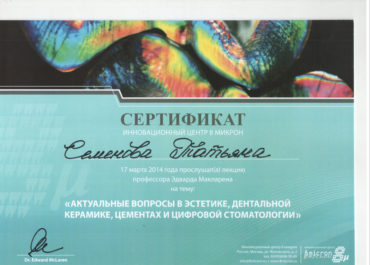 СЕРТИФИКАТ
ИННОВАЦИОННЫЙ ЦЕНТР 8 МИКРОН
Семенова Татьяна
17 марта 2014 года прослушал(а) лекцию
профессора Эдварда Макларена
на тему:
«АКТУАЛЬНЫЕ ВОПРОСЫ В ЭСТЕТИКЕ, ДЕНТАЛЬНОЙ
КЕРАМИКЕ, ЦЕМЕНТАХ И ЦИФРОВОЙ СТОМАТОЛОГИИ»
Dr. Edward McLaren